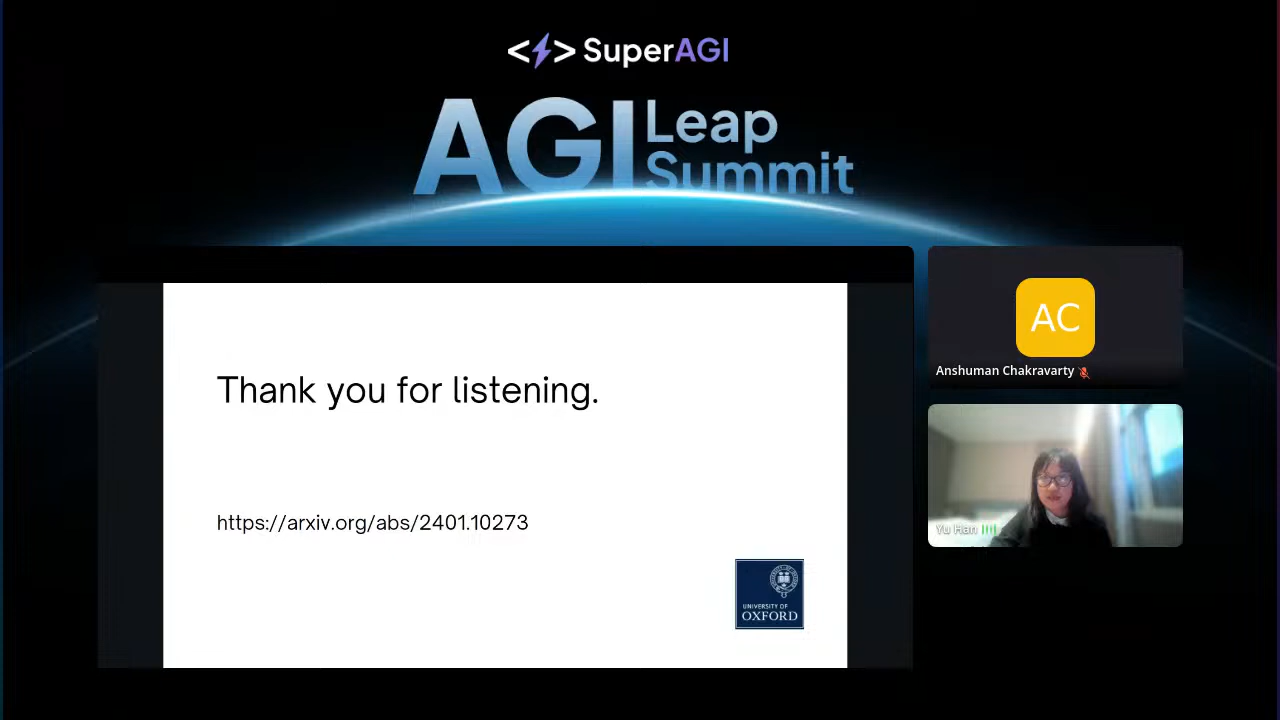 <⚡> SuperAGI
AGI Leap Summit
Thank you for listening.
https://arxiv.org/abs/2401.10273
UNIVERSITY OF
OXFORD
AC
Anshuman Chakravarty
Yu Han